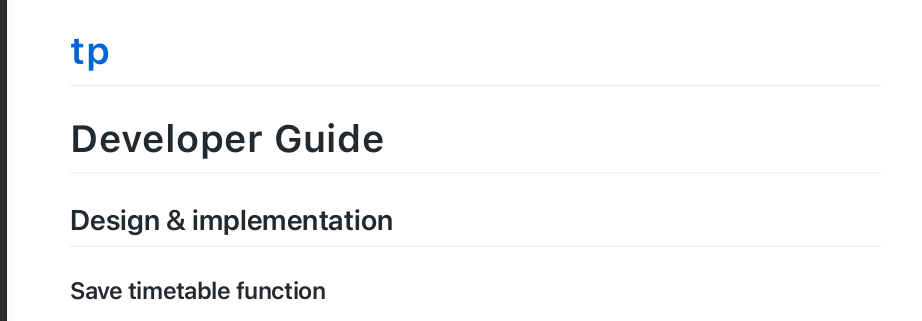 tp
Developer Guide
Design & implementation
Save timetable function